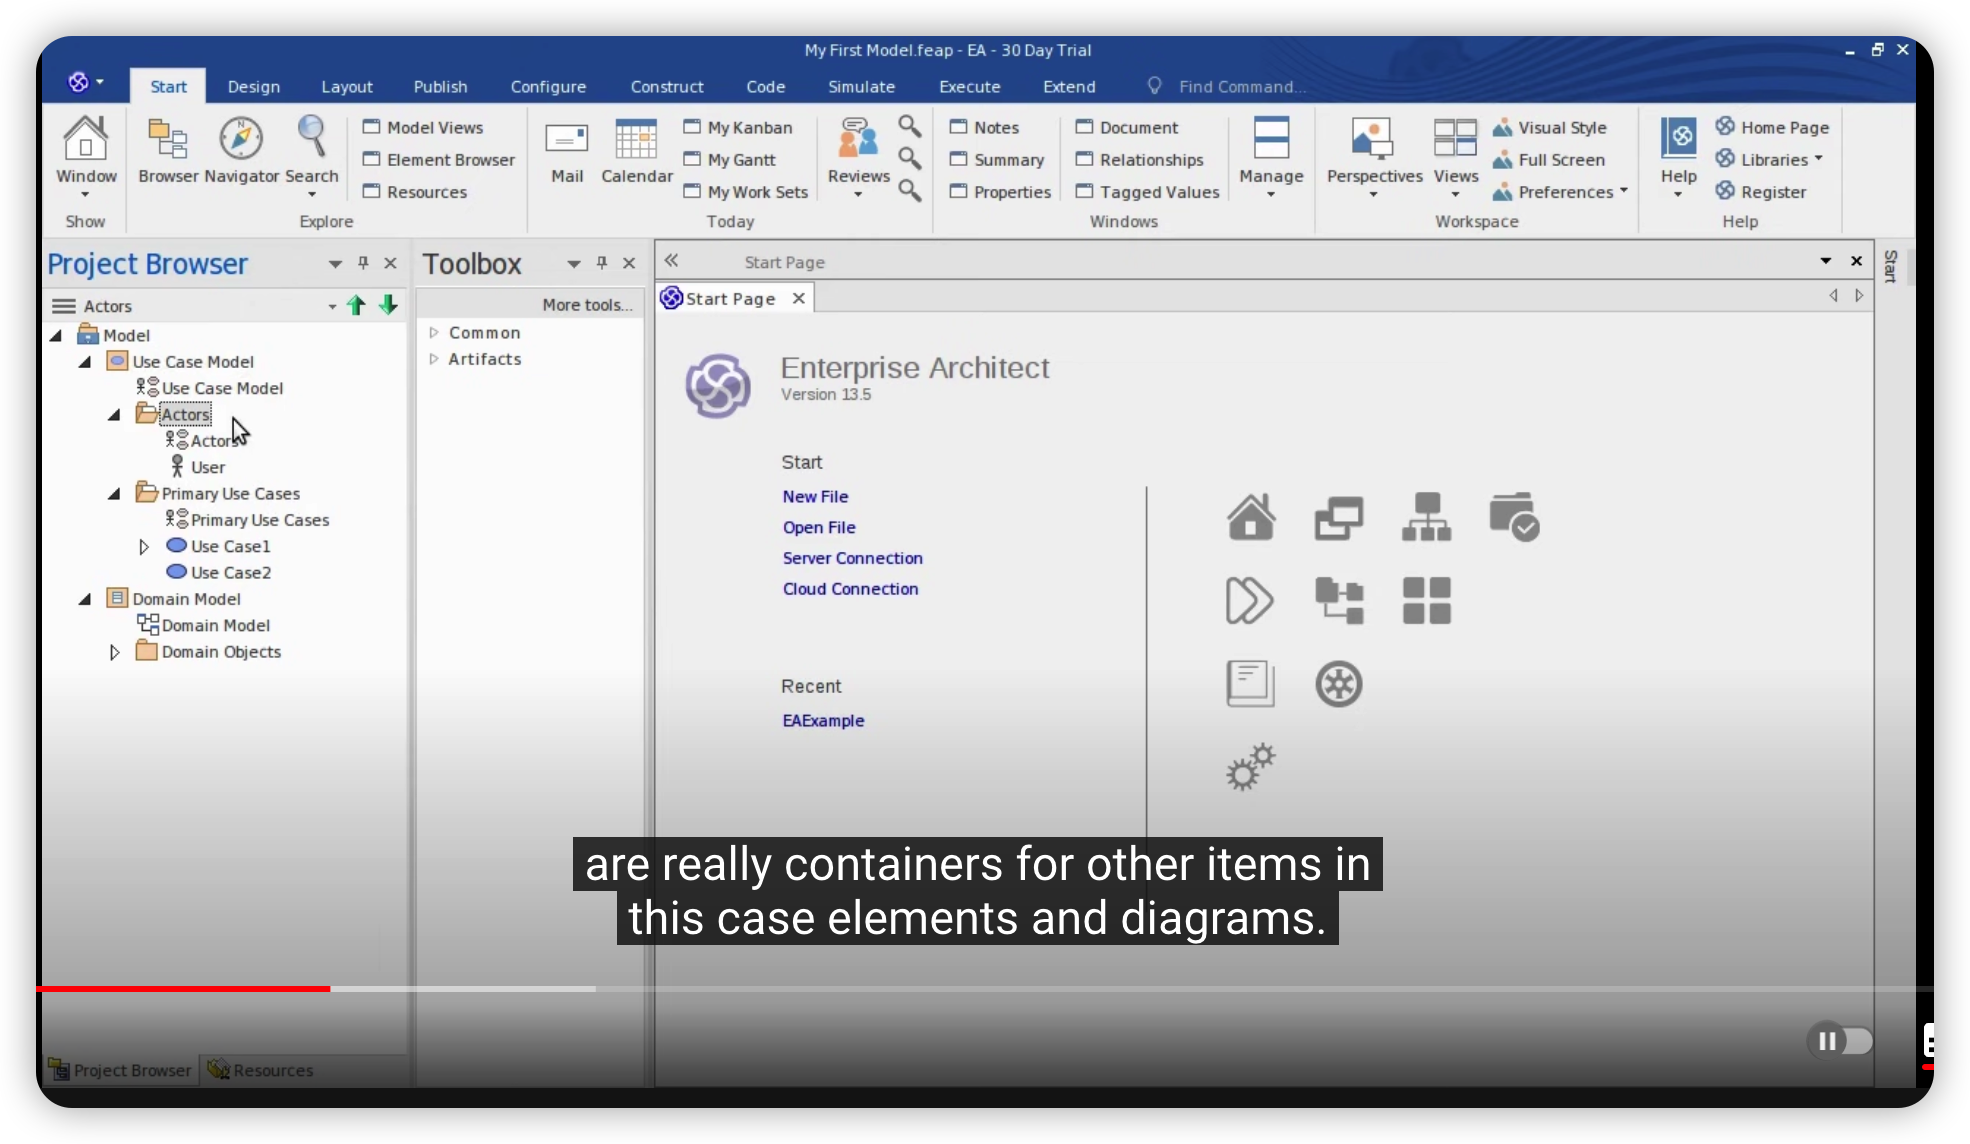 My First Model.feap - EA - 30 Day Trial
Start Design Layout Publish Configure Construct Code Simulate Execute Extend Find Command...
Window
Show
Browser Navigator Search
Model Views
Element Browser
Resources
Explore
Mail Calendar
My Kanban
My Gantt
My Work Sets
Reviews
Today
Notes
Summary
Properties
Document
Relationships
Tagged Values
Windows
Manage
Perspectives Views
Visual Style
Full Screen
Preferences
Workspace
Help
Home Page
Libraries
Register
Help
Project Browser
Actors
Model
Use Case Model
Use Case Model
Actors
Actors
User
Primary Use Cases
Primary Use Cases
Use Case1
Use Case2
Domain Model
Domain Model
Domain Objects
Project Browser Resources
Toolbox
More tools...
Common
Artifacts
Start Page
Start Page
Start
Enterprise Architect
Version 13.5
Start
New File
Open File
Server Connection
Cloud Connection
Recent
EAExample
are really containers for other items in
this case elements and diagrams.